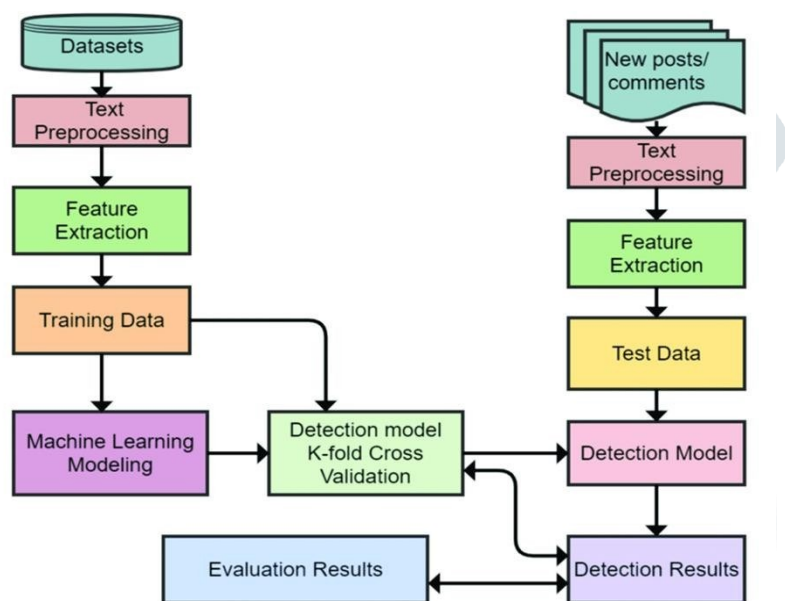 Datasets
Text
Preprocessing
Feature
Extraction
Training Data
Machine Learning
Modeling
Detection model
K-fold Cross
Validation
Evaluation Results
New posts/
comments
Text
Preprocessing
Feature
Extraction
Test Data
Detection Model
Detection Results